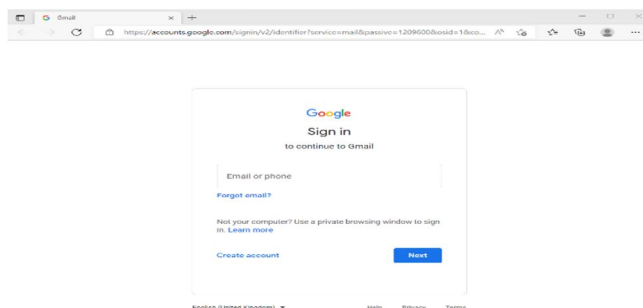 Gmail
https://accounts.google.com/signin/v2/identifier?service=mail&passive=1209600&osid=1&co...
Google
Sign in
to continue to Gmail
Email or phone
Forgot email?
Not your computer? Use a private browsing window to sign
in. Learn more
Create account
Next
English (United Kingdom)
Help Privacy Terms